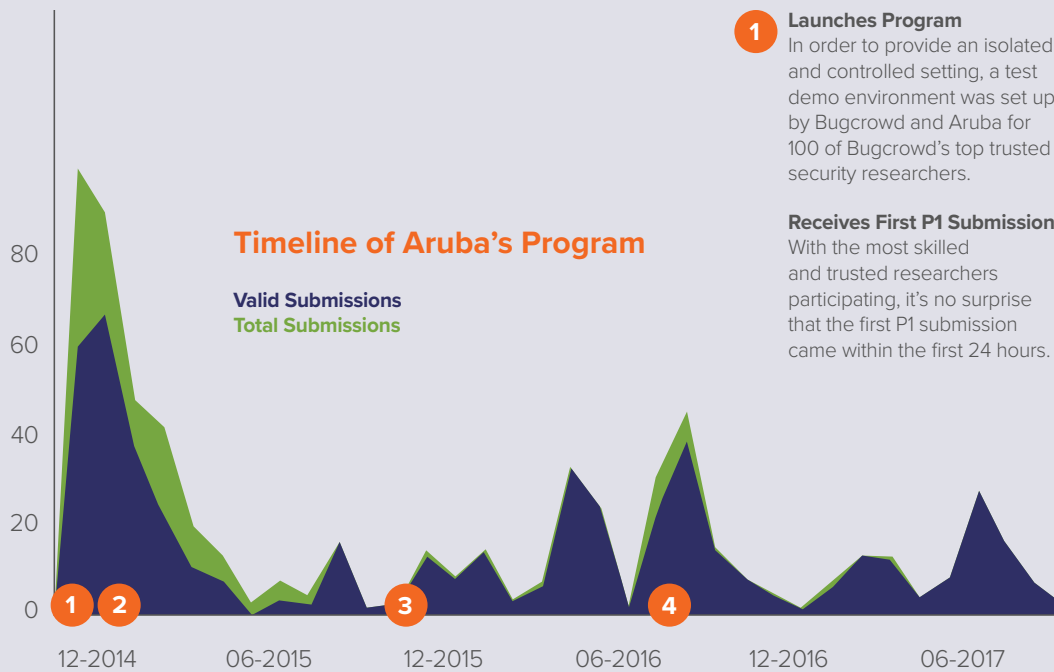 1
Launches Program
In order to provide an isolated
and controlled setting, a test
demo environment was set up
by Bugcrowd and Aruba for
100 of Bugcrowd's top trusted
security researchers.
Receives First P1 Submission
With the most skilled
and trusted researchers
participating, it's no surprise
that the first P1 submission
came within the first 24 hours.
Timeline of Aruba's Program
Valid Submissions
Total Submissions
80
60
40
20
0
1 2 3 4
12-2014 06-2015 12-2015 06-2016 12-2016 06-2017